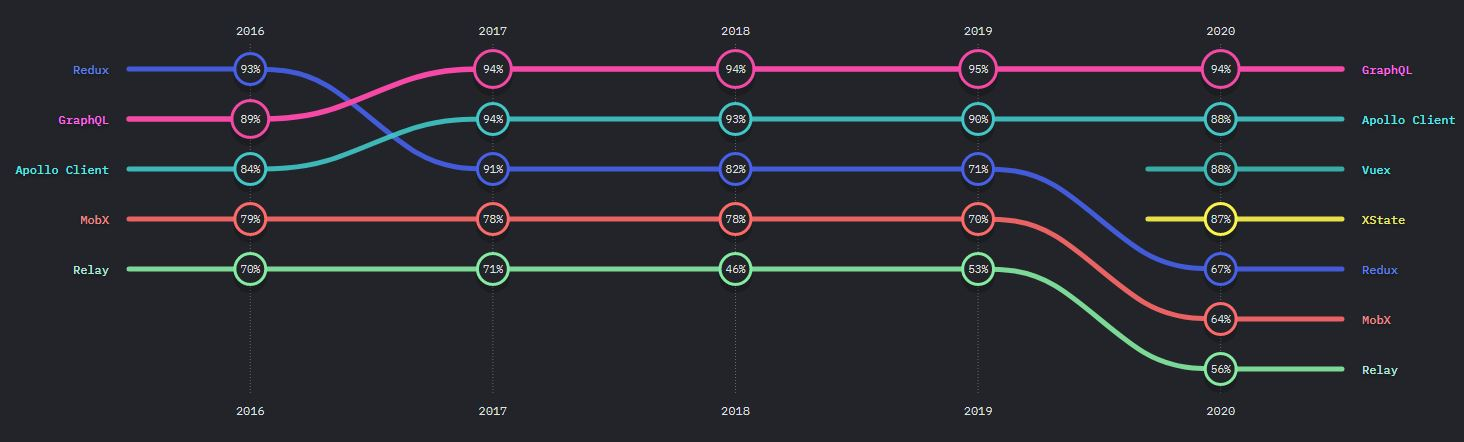 2016 2017 2018 2019 2020
Redux 93% 94% 94% 95% 94% GraphQL
GraphQL 89% 94% 93% 90% 88% Apollo Client
Apollo Client 84% 91% 82% 71% 88% Vuex
MobX 79% 78% 78% 70% 87% XState
Relay 70% 71% 46% 53% 67% Redux
64% MobX
56% Relay
2016 2017 2018 2019 2020